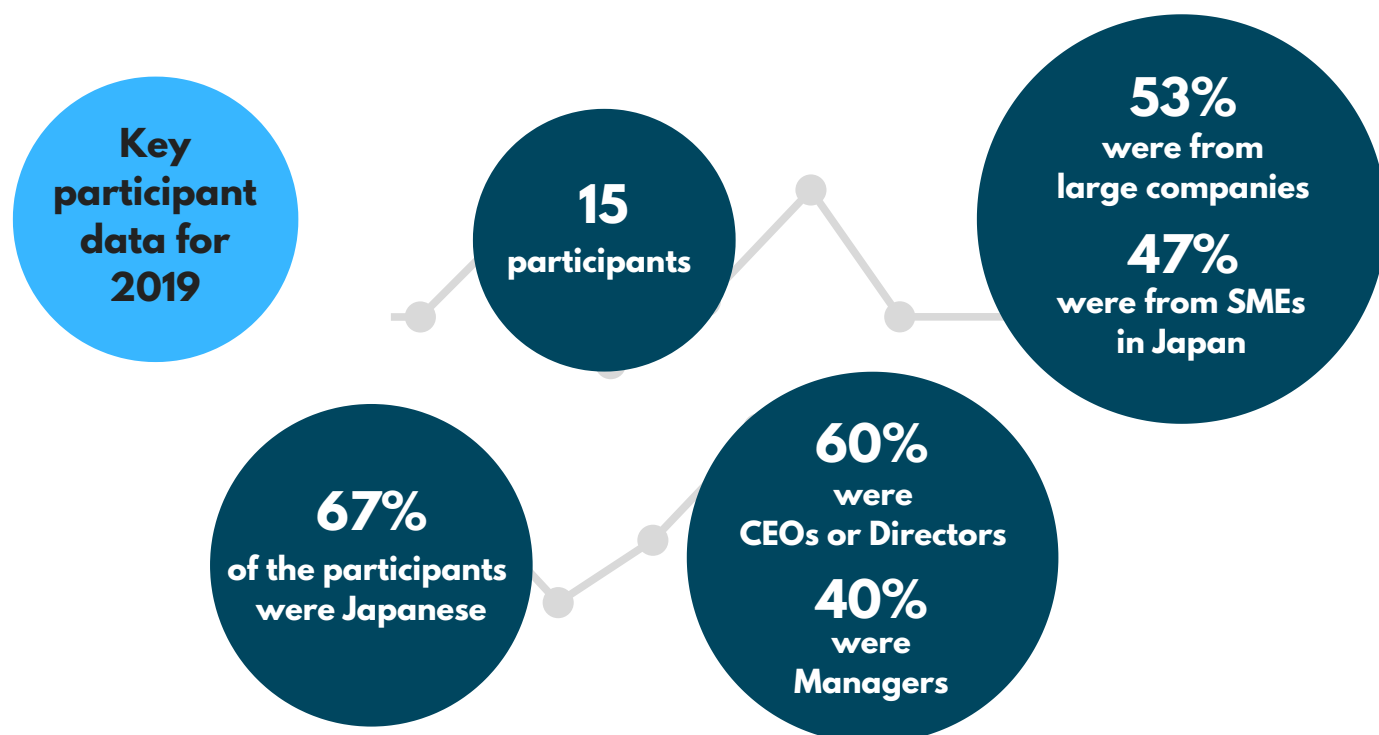 Key
participant
data for
2019
15
participants
53%
were from
large companies
47%
were from SMEs
in Japan
67%
of the participants
were Japanese
60%
were
CEOs or Directors
40%
were
Managers